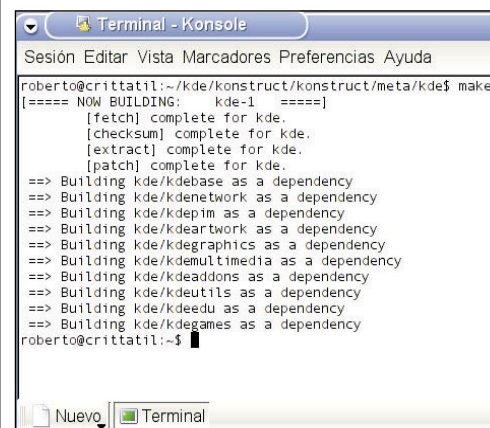 Terminal - Konsole
Sesión Editar Vista Marcadores Preferencias Ayuda
roberto@crittatil:~/kde/konstruct/konstruct/meta/kde$ make
[===== NOW BUILDING: kde-1 =====]
[fetch] complete for kde.
[checksum] complete for kde.
[extract] complete for kde.
[patch] complete for kde.
==> Building kde/kdebase as a dependency
==> Building kde/kdenetwork as a dependency
==> Building kde/kdepim as a dependency
==> Building kde/kdeartwork as a dependency
==> Building kde/kdegraphics as a dependency
==> Building kde/kdemultimedia as a dependency
==> Building kde/kdeaddons as a dependency
==> Building kde/kdeutils as a dependency
==> Building kde/kdeedu as a dependency
==> Building kde/kdegames as a dependency
roberto@crittatil:~$
Nuevo Terminal